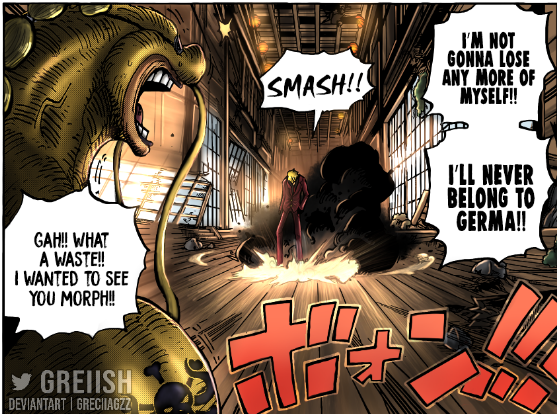 I'M NOT
GONNA LOSE
ANY MORE OF
MYSELF!!
SMASH!!
I'LL NEVER
BELONG TO
GERMA!!
GAH!! WHAT
A WASTE!!
I WANTED TO SEE
YOU MORPH!!
ボォン!!!
GREIISH
DEVIANTART | GRECIIAGZZ